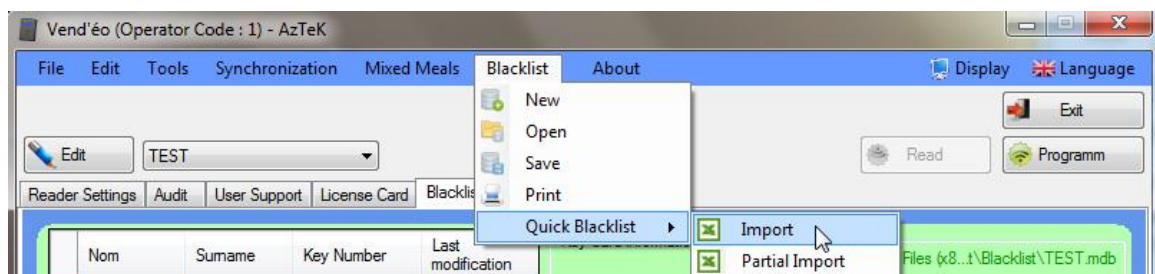 Vend'éo (Operator Code : 1) - AzTeK
File Edit Tools Synchronization Mixed Meals Blacklist About Display Language
New
Exit
Open
Edit TEST Read Programm
Save
Reader Settings Audit User Support License Card Blacklis
Print
Quick Blacklist Import
Nom Surname Key Number Last modification
Partial Import Files (x8...t\Blacklist\TEST.mdb